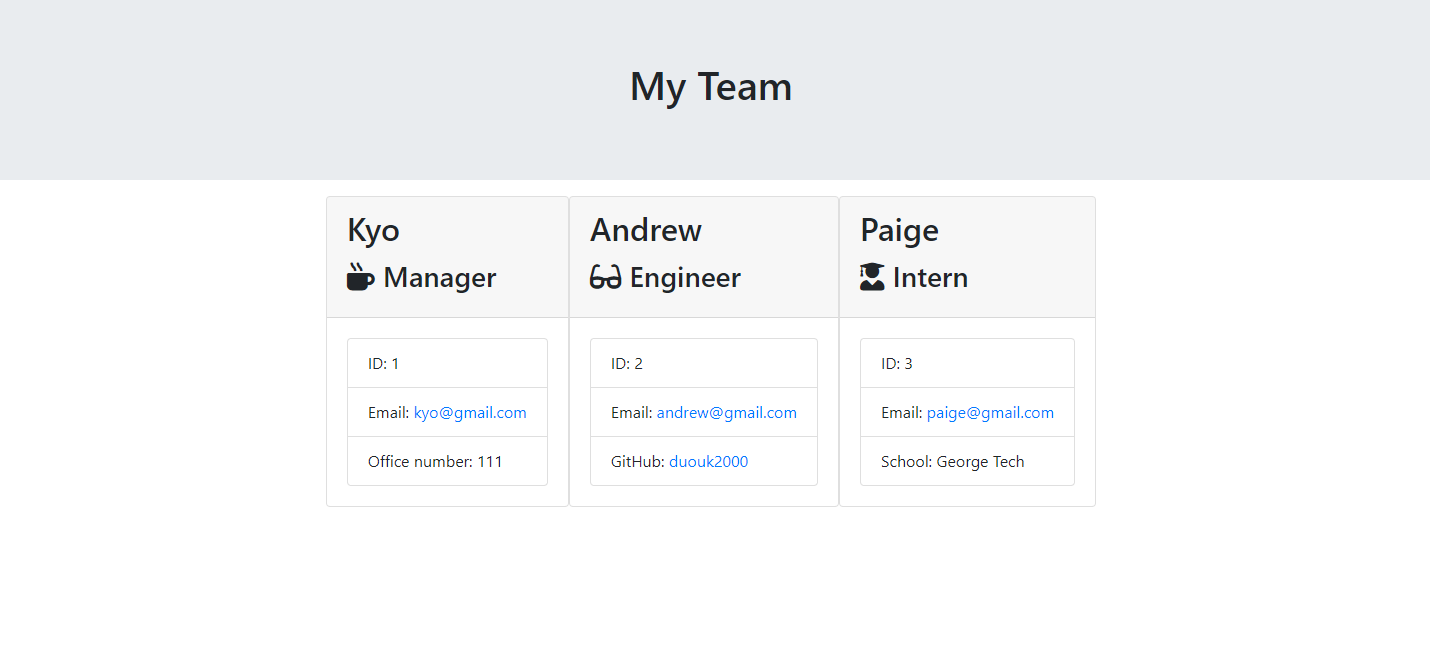 My Team
Kyo
Manager
ID: 1
Email: kyo@gmail.com
Office number: 111
Andrew
Engineer
ID: 2
Email: andrew@gmail.com
GitHub: duouk2000
Paige
Intern
ID: 3
Email: paige@gmail.com
School: George Tech